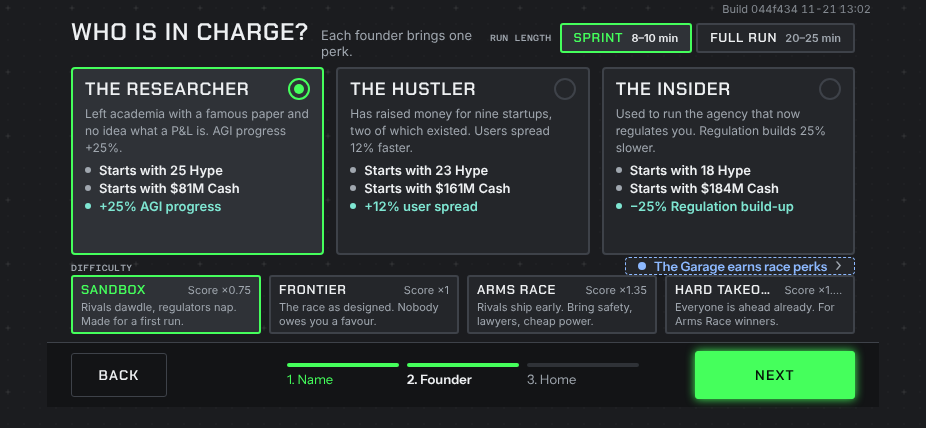 Build 044f434 11-21 13:02
WHO IS IN CHARGE?
Each founder brings one
perk.
RUN LENGTH
SPRINT 8–10 min
FULL RUN 20–25 min
THE RESEARCHER
Left academia with a famous paper and
no idea what a P&L is. AGI progress
+25%.
Starts with 25 Hype
Starts with $81M Cash
+25% AGI progress
THE HUSTLER
Has raised money for nine startups,
two of which existed. Users spread
12% faster.
Starts with 23 Hype
Starts with $161M Cash
+12% user spread
THE INSIDER
Used to run the agency that now
regulates you. Regulation builds 25%
slower.
Starts with 18 Hype
Starts with $184M Cash
−25% Regulation build-up
DIFFICULTY
The Garage earns race perks
SANDBOX Score ×0.75
Rivals dawdle, regulators nap.
Made for a first run.
FRONTIER Score ×1
The race as designed. Nobody
owes you a favour.
ARMS RACE Score ×1.35
Rivals ship early. Bring safety,
lawyers, cheap power.
HARD TAKEO... Score ×1....
Everyone is ahead already. For
Arms Race winners.
BACK
1. Name
2. Founder
3. Home
NEXT